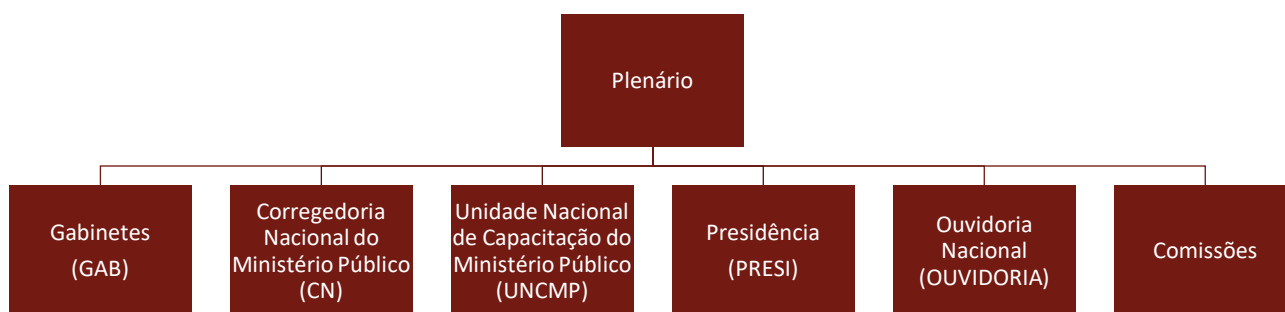 Plenário
Gabinetes
(GAB)
Corregedoria
Nacional do
Ministério Público
(CN)
Unidade Nacional
de Capacitação do
Ministério Público
(UNCMP)
Presidência
(PRESI)
Ouvidoria
Nacional
(OUVIDORIA)
Comissões